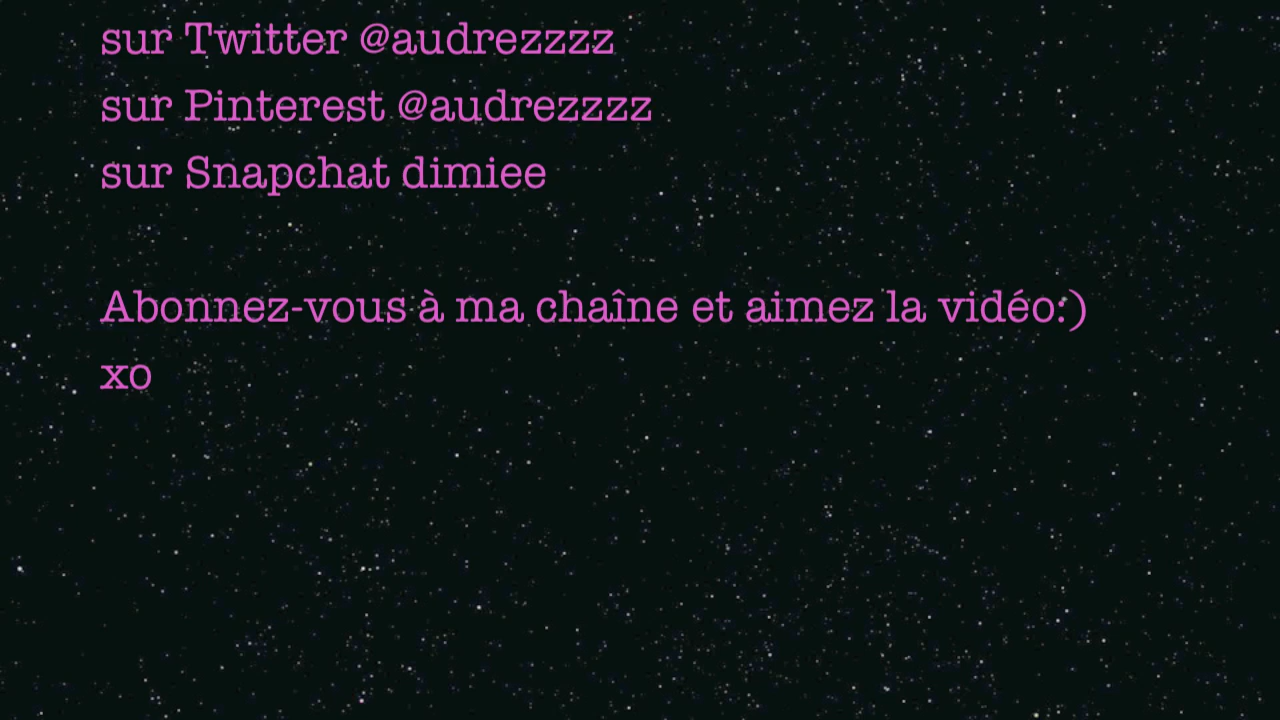 sur Twitter @audrezzzz
sur Pinterest @audrezzzz
sur Snapchat dimiee
Abonnez-vous à ma chaîne et aimez la vidéo:)
xo